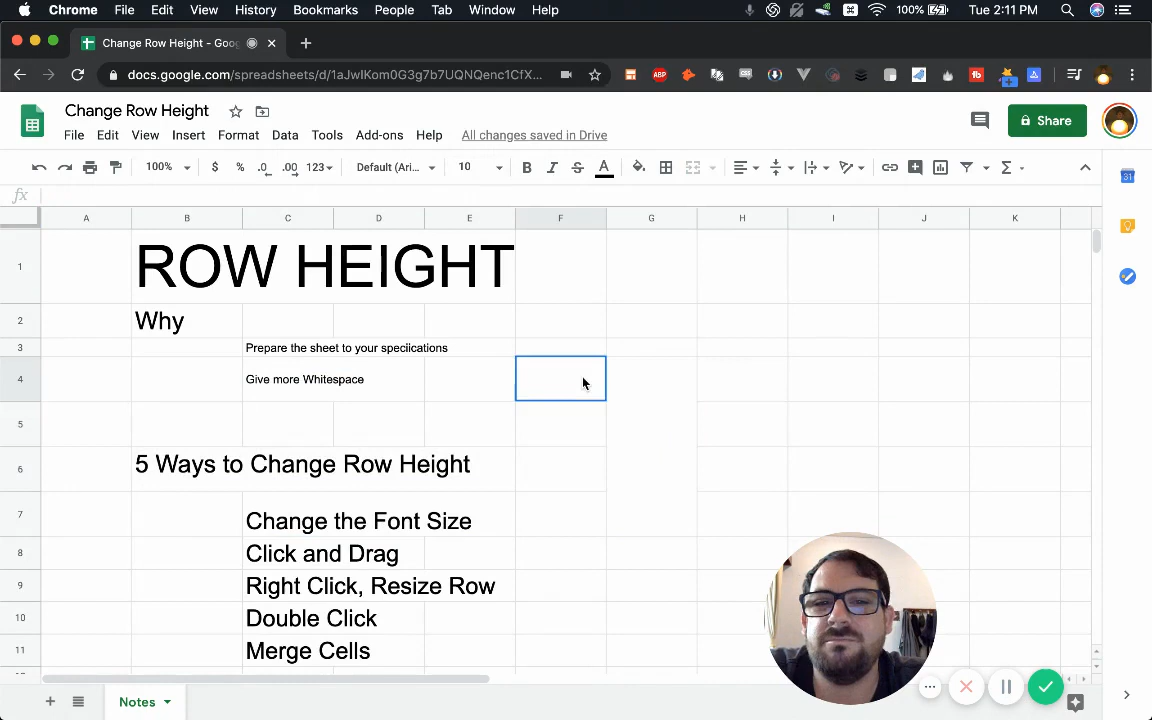 Chrome File Edit View History Bookmarks People Tab Window Help 100% Tue 2:11 PM
Change Row Height - Goo
docs.google.com/spreadsheets/d/1aJwIKom0G3g7b7UQNQenc1CfX...
ABP
Change Row Height
File Edit View Insert Format Data Tools Add-ons Help All changes saved in Drive
Share
100% $ % .0 .00 123 Default (Ari... 10 B I S A
31
fx
A B C D E F G H I J K
1 ROW HEIGHT
2 Why
3 Prepare the sheet to your speciications
4 Give more Whitespace
5
6 5 Ways to Change Row Height
7 Change the Font Size
8 Click and Drag
9 Right Click, Resize Row
10 Double Click
11 Merge Cells
Notes